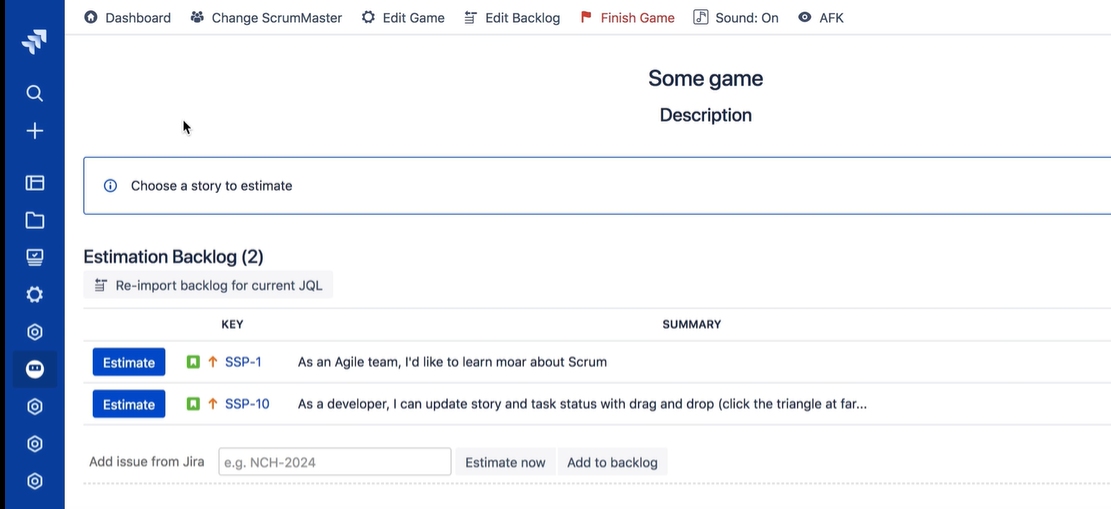 Dashboard Change ScrumMaster Edit Game Edit Backlog Finish Game Sound: On AFK
Some game
Description
Choose a story to estimate
Estimation Backlog (2)
Re-import backlog for current JQL
KEY SUMMARY
Estimate SSP-1 As an Agile team, I'd like to learn moar about Scrum
Estimate SSP-10 As a developer, I can update story and task status with drag and drop (click the triangle at far...
Add issue from Jira e.g. NCH-2024 Estimate now Add to backlog